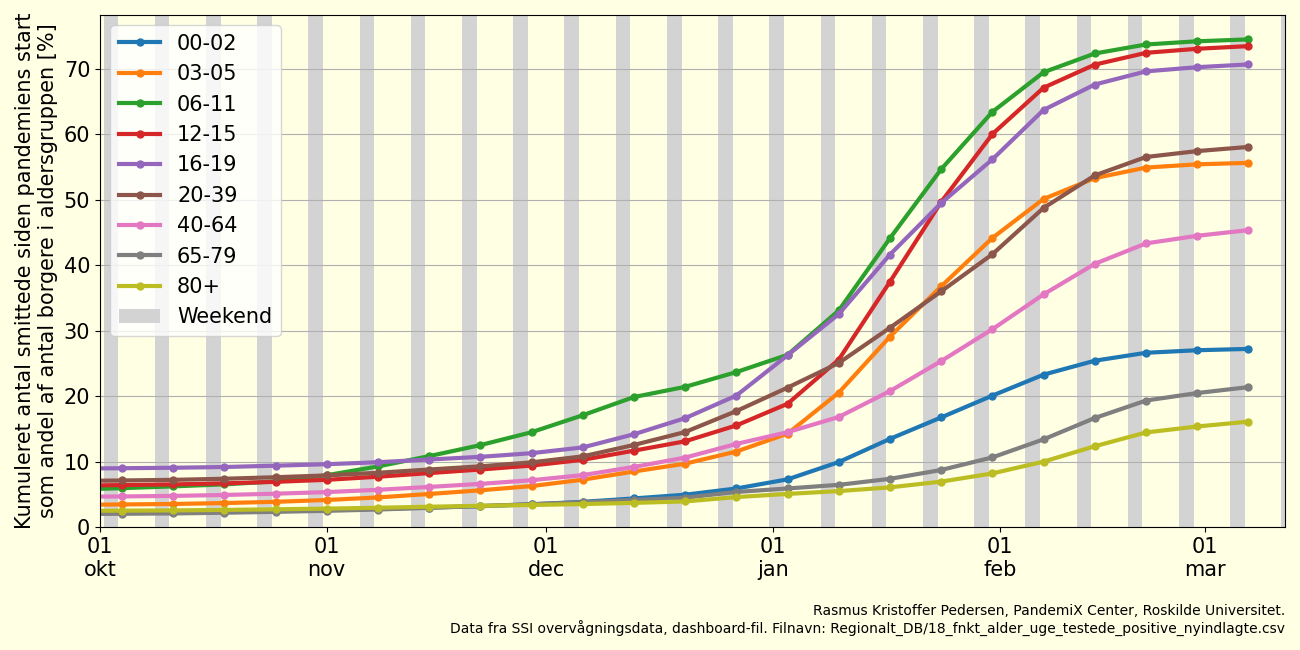 Kumuleret antal smittede siden pandemiens start
som andel af antal borgere i aldersgruppen [%]
70
60
50
40
30
20
10
0
00-02
03-05
06-11
12-15
16-19
20-39
40-64
65-79
80+
Weekend
01 01 01 01 01 01
okt nov dec jan feb mar
Rasmus Kristoffer Pedersen, PandemiX Center, Roskilde Universitet.
Data fra SSI overvågningsdata, dashboard-fil. Filnavn: Regionalt_DB/18_fnkt_alder_uge_testede_positive_nyindlagte.csv